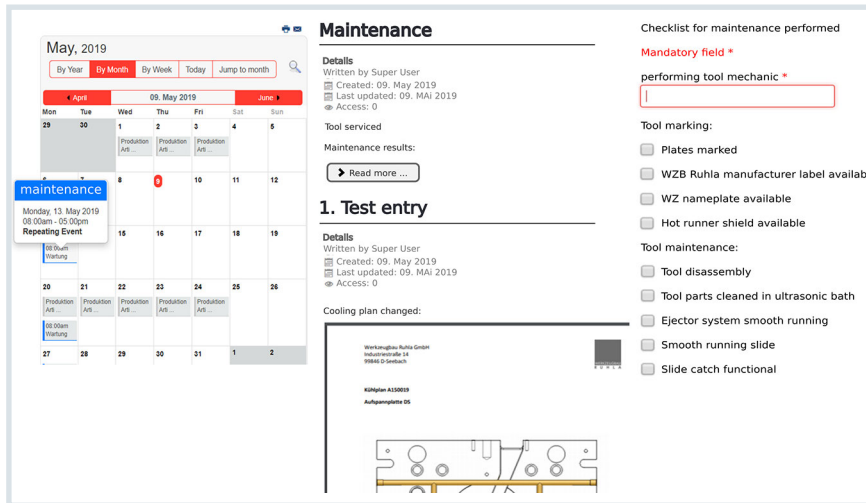 May, 2019
By Year By Month By Week Today Jump to month
April 09. May 2019 June
Mon Tue Wed Thu Fri Sat Sun
29 30 1 2 3 4 5
Produktion Produktion Produktion
Arti ... Arti ... Arti ...
6 7 8 9 10 11 12
maintenance
Monday, 13. May 2019
08:00am - 05:00pm
Repeating Event
15 16 17 18 19
08:00am
Wartung
20 21 22 23 24 25 26
Produktion Produktion Produktion Produktion Produktion
Arti ... Arti ... Arti ... Arti ... Arti ...
08:00am
Wartung
27 28 29 30 31 1 2
Maintenance
Details
Written by Super User
Created: 09. May 2019
Last updated: 09. MAi 2019
Access: 0
Tool serviced
Maintenance results:
Read more ...
1. Test entry
Details
Written by Super User
Created: 09. May 2019
Last updated: 09. MAi 2019
Access: 0
Cooling plan changed:
Werkzeugbau Ruhla GmbH
Industriestraße 14
99846 D-Seebach
RUHLA
Kühlplan A150019
Aufspannplatte DS
Checklist for maintenance performed
Mandatory field *
performing tool mechanic *
Tool marking:
Plates marked
WZB Ruhla manufacturer label availab
WZ nameplate available
Hot runner shield available
Tool maintenance:
Tool disassembly
Tool parts cleaned in ultrasonic bath
Ejector system smooth running
Smooth running slide
Slide catch functional